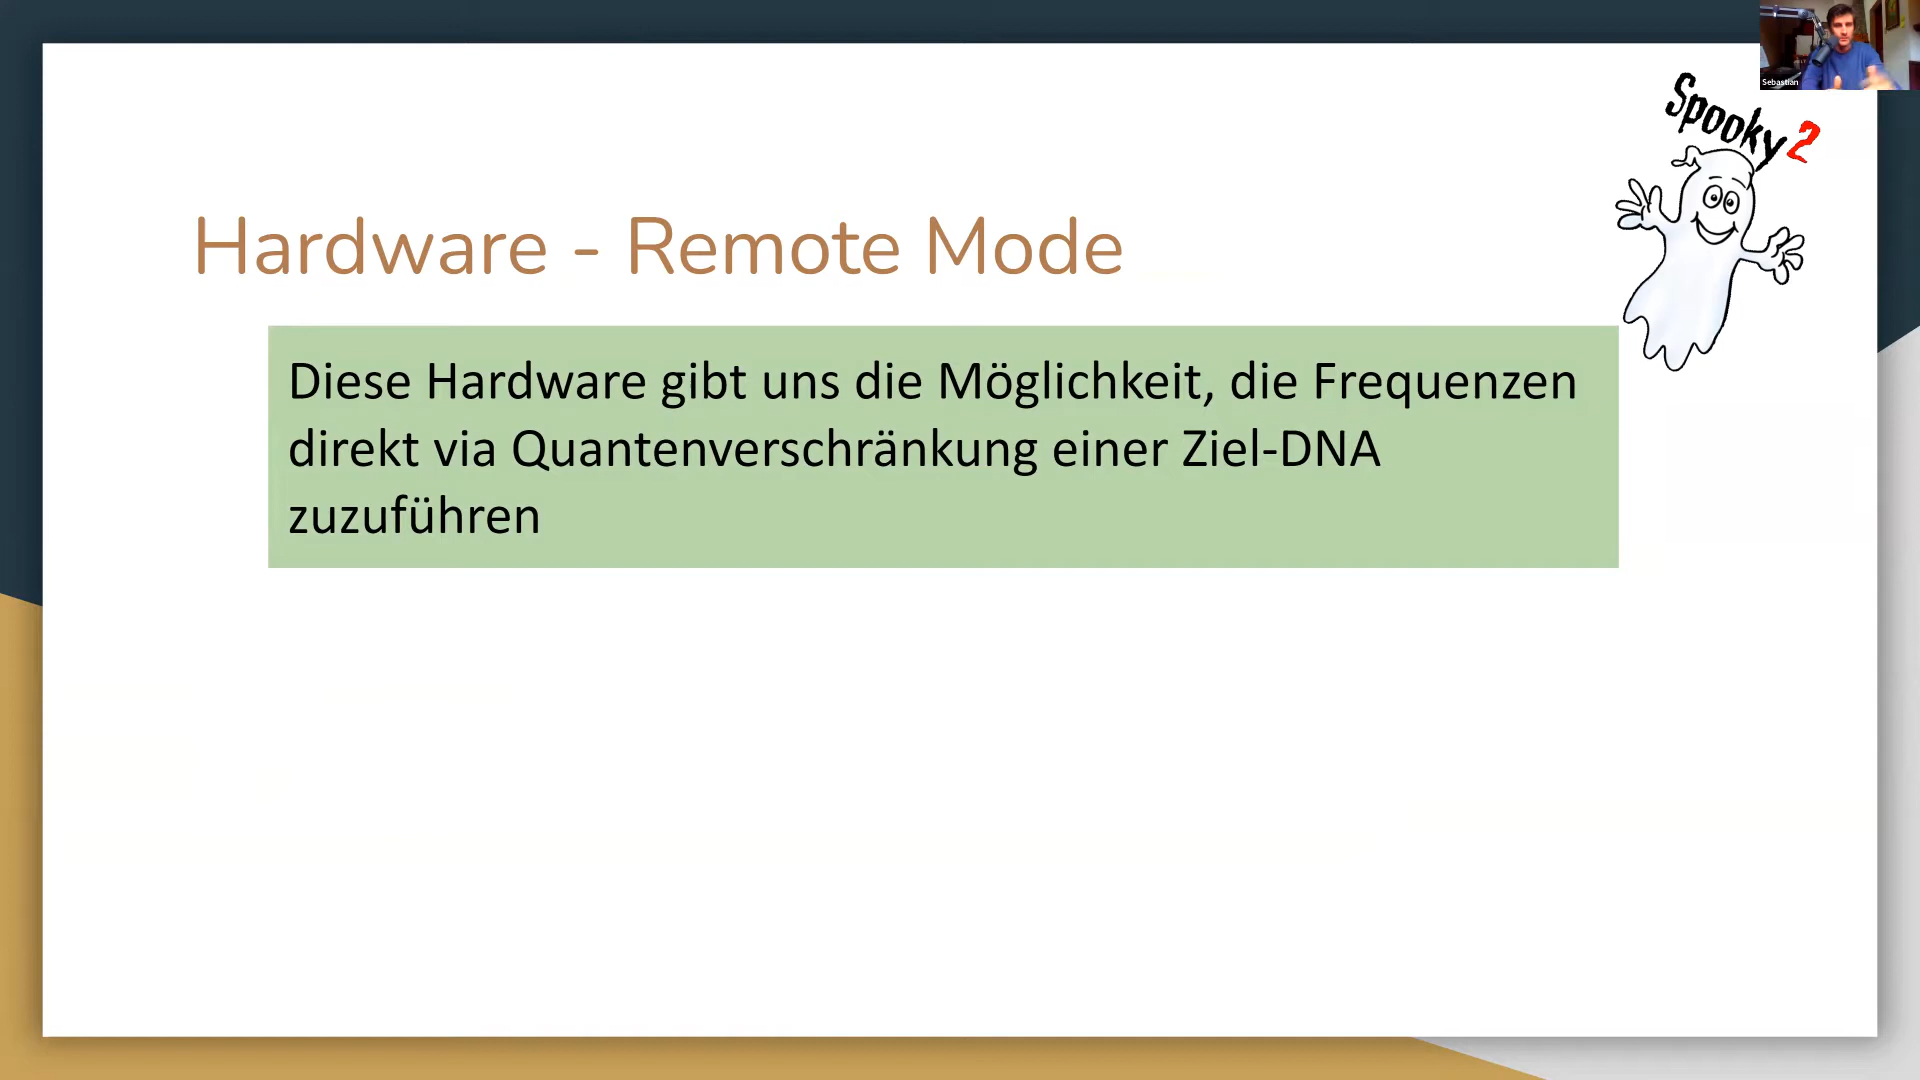 Sebastian
Spooky2
Hardware - Remote Mode
Diese Hardware gibt uns die Möglichkeit, die Frequenzen
direkt via Quantenverschränkung einer Ziel-DNA
zuzuführen